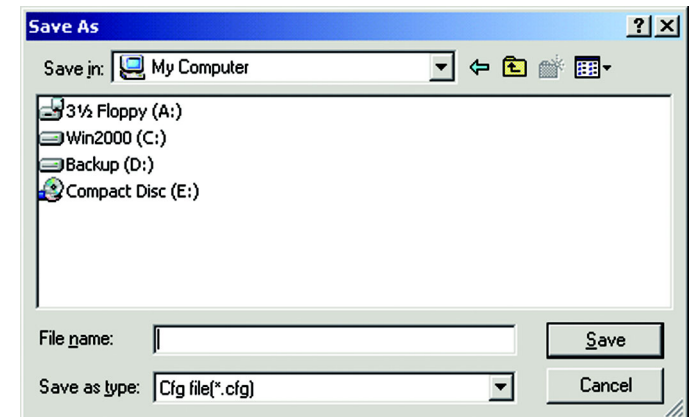 Save As
Save in: My Computer
3½ Floppy (A:)
Win2000 (C:)
Backup (D:)
Compact Disc (E:)
File name: Save
Save as type: Cfg file(*.cfg) Cancel